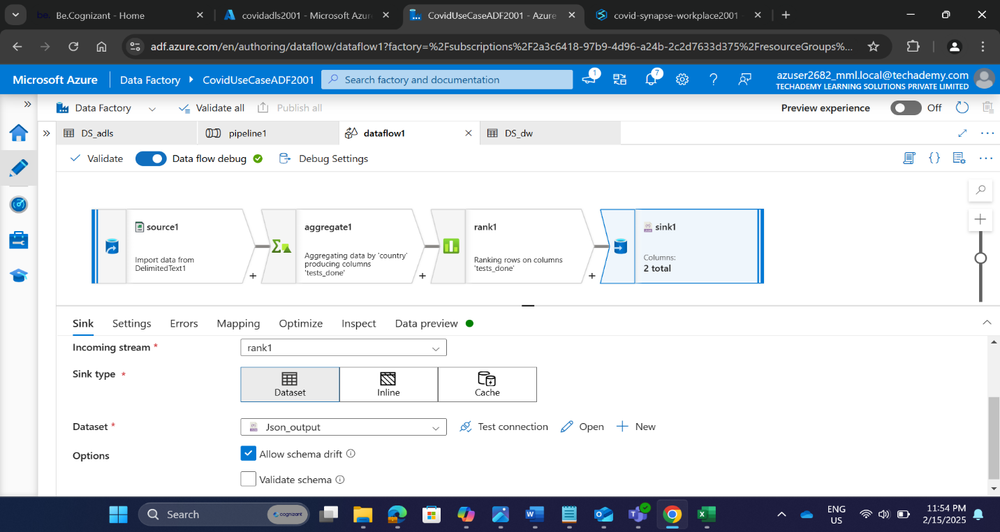 be. Be.Cognizant - Home
covidadls2001 - Microsoft Azur
CovidUseCaseADF2001 - Azure
covid-synapse-workplace2001
adf.azure.com/en/authoring/dataflow/dataflow1?factory=%2Fsubscriptions%2F2a3c6418-97b9-4d96-a24b-2c2d7633d375%2FresourceGroups%...
Microsoft Azure
Data Factory
CovidUseCaseADF2001
Search factory and documentation
1
7
azuser2682_mml.local@techademy.com
TECHADEMY LEARNING SOLUTIONS PRIVATE LIMITED
Data Factory
Validate all
Publish all
Preview experience
Off
DS_adls
pipeline1
dataflow1
DS_dw
Validate
Data flow debug
Debug Settings
source1
Import data from
DelimitedText1
aggregate1
Aggregating data by 'country'
producing columns
'tests_done'
rank1
Ranking rows on columns
'tests_done'
sink1
Columns:
2 total
Sink
Settings
Errors
Mapping
Optimize
Inspect
Data preview
Incoming stream *
rank1
Sink type *
Dataset
Inline
Cache
Dataset *
Json_output
Test connection
Open
New
Options
Allow schema drift
Validate schema
Search
cognizant
ENG
US
11:54 PM
2/15/2025